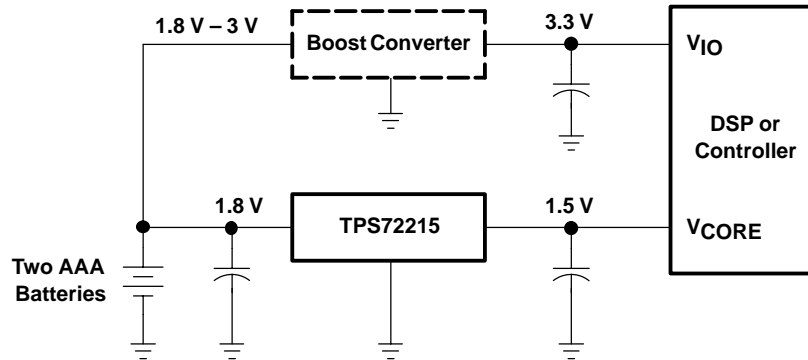 1.8 V – 3 V
Boost Converter
3.3 V
VIO
DSP or
Controller
1.8 V
TPS72215
1.5 V
VCORE
Two AAA
Batteries